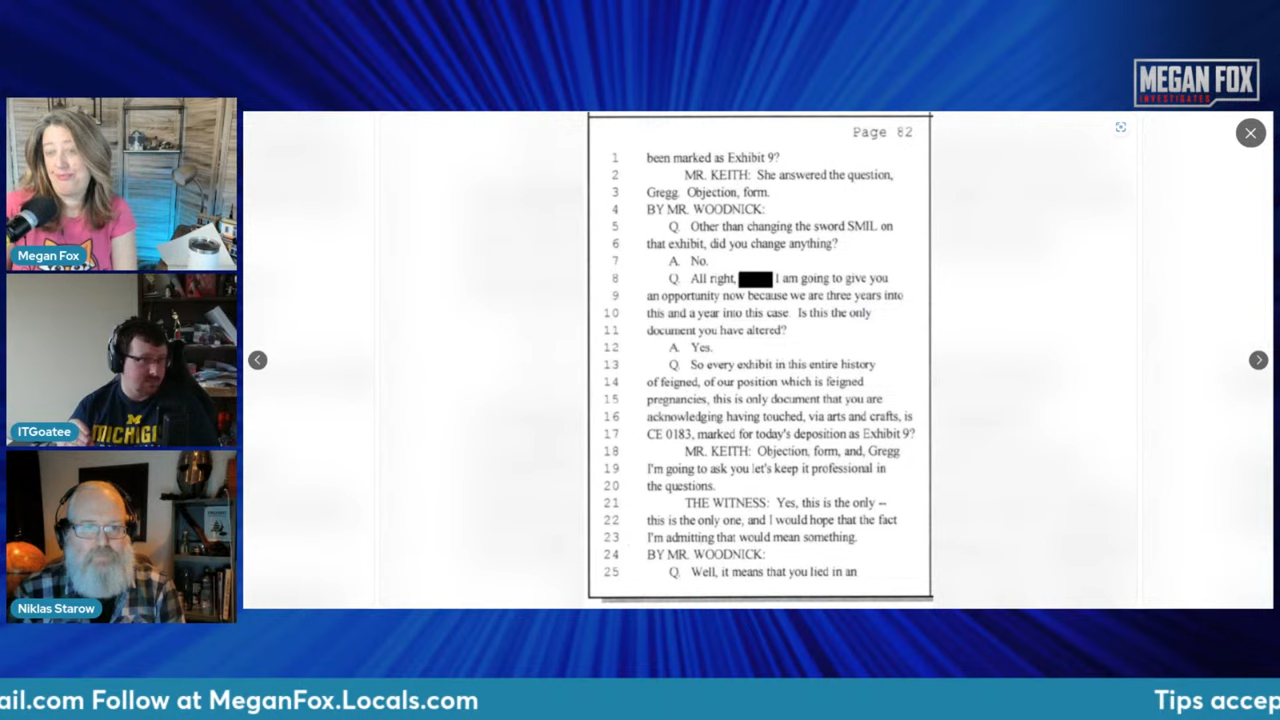 MEGAN FOX
INVESTIGATES
Megan Fox
ITGoatee
MICHIG
Niklas Starow
Page 82
1 been marked as Exhibit 9?
2 MR. KEITH: She answered the question,
3 Gregg. Objection, form.
4 BY MR. WOODNICK:
5 Q. Other than changing the sword SMIL on
6 that exhibit, did you change anything?
7 A. No.
8 Q. All right, I am going to give you
9 an opportunity now because we are three years into
10 this and a year into this case. Is this the only
11 document you have altered?
12 A. Yes.
13 Q. So every exhibit in this entire history
14 of feigned, of our position which is feigned
15 pregnancies, this is only document that you are
16 acknowledging having touched, via arts and crafts, is
17 CE 0183, marked for today's deposition as Exhibit 9?
18 MR. KEITH: Objection, form, and, Gregg
19 I'm going to ask you let's keep it professional in
20 the questions.
21 THE WITNESS: Yes, this is the only --
22 this is the only one, and I would hope that the fact
23 I'm admitting that would mean something.
24 BY MR. WOODNICK:
25 Q. Well, it means that you lied in an
ail.com Follow at MeganFox.Locals.com
Tips accep